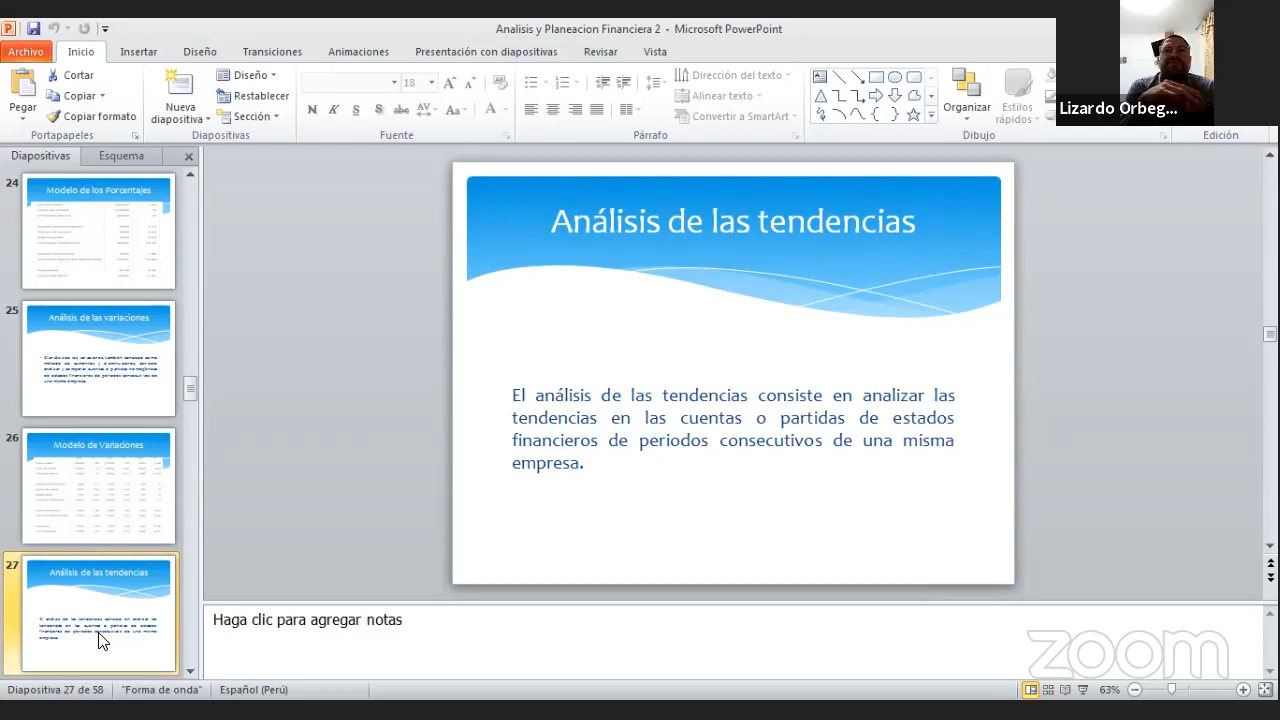 Analisis y Planeacion Financiera 2 - Microsoft PowerPoint
Archivo Inicio Insertar Diseño Transiciones Animaciones Presentación con diapositivas Revisar Vista
Pegar
Cortar
Copiar
Copiar formato
Portapapeles
Nueva diapositiva
Diseño
Restablecer
Sección
Diapositivas
18
Fuente
Dirección del texto
Alinear texto
Convertir a SmartArt
Párrafo
Organizar
Estilos rápidos
Dibujo
Edición
Lizardo Orbeg...
Diapositivas Esquema
24
Modelo de los Porcentajes
25
Análisis de las variaciones
26
Modelo de Variaciones
27
Análisis de las tendencias
Análisis de las tendencias
El análisis de las tendencias consiste en analizar las
tendencias en las cuentas o partidas de estados
financieros de periodos consecutivos de una misma
empresa.
Haga clic para agregar notas
zoom
Diapositiva 27 de 58 "Forma de onda" Español (Perú) 63%